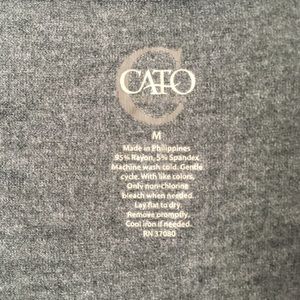 C
CATO
M
Made in Philippines
95% Rayon, 5% Spandex
Machine wash cold. Gentle
cycle. With like colors.
Only non-chlorine
bleach when needed.
Lay flat to dry.
Remove promptly.
Cool iron if needed.
RN 37080